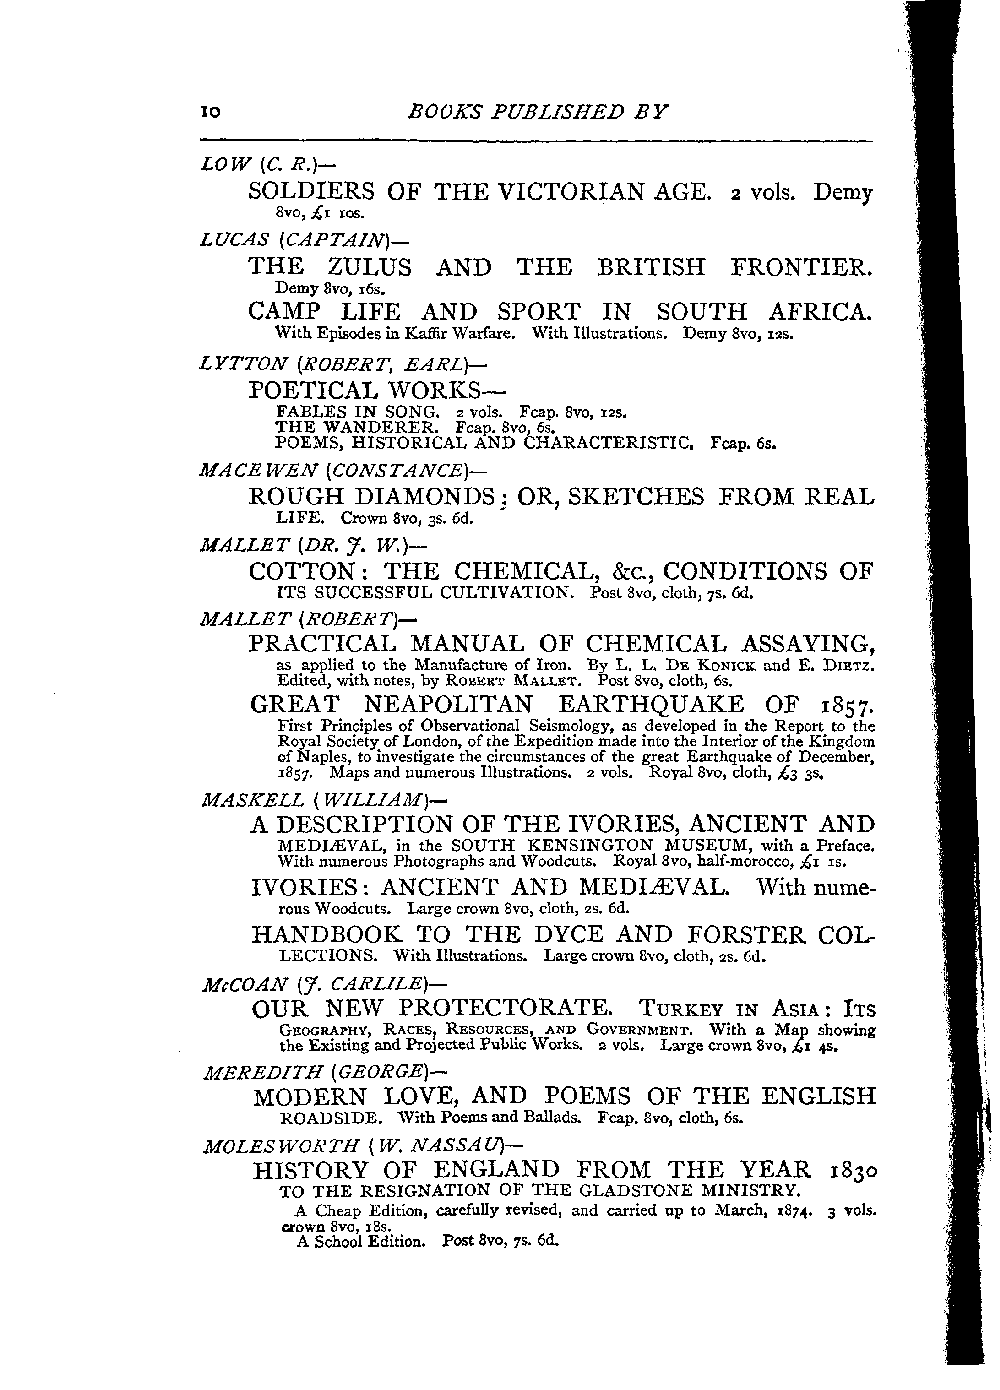 10 BOOKS PUBLISHED BY
LOW (C. R.)—
SOLDIERS OF THE VICTORIAN AGE. 2 vols. Demy
8vo, £1 10s.
LUCAS (CAPTAIN)—
THE ZULUS AND THE BRITISH FRONTIER.
Demy 8vo, 16s.
CAMP LIFE AND SPORT IN SOUTH AFRICA.
With Episodes in Kaffir Warfare. With Illustrations. Demy 8vo, 12s.
LYTTON (ROBERT, EARL)—
POETICAL WORKS—
FABLES IN SONG. 2 vols. Fcap. 8vo, 12s.
THE WANDERER. Fcap. 8vo, 6s.
POEMS, HISTORICAL AND CHARACTERISTIC. Fcap. 6s.
MACEWEN (CONSTANCE)—
ROUGH DIAMONDS; OR, SKETCHES FROM REAL
LIFE. Crown 8vo, 3s. 6d.
MALLET (DR. J. W.)—
COTTON: THE CHEMICAL, &c., CONDITIONS OF
ITS SUCCESSFUL CULTIVATION. Post 8vo, cloth, 7s. 6d.
MALLET (ROBERT)—
PRACTICAL MANUAL OF CHEMICAL ASSAYING,
as applied to the Manufacture of Iron. By L. L. DE KONICK and E. DIETZ.
Edited, with notes, by ROBERT MALLET. Post 8vo, cloth, 6s.
GREAT NEAPOLITAN EARTHQUAKE OF 1857.
First Principles of Observational Seismology, as developed in the Report to the
Royal Society of London, of the Expedition made into the Interior of the Kingdom
of Naples, to investigate the circumstances of the great Earthquake of December,
1857. Maps and numerous Illustrations. 2 vols. Royal 8vo, cloth, £3 3s.
MASKELL (WILLIAM)—
A DESCRIPTION OF THE IVORIES, ANCIENT AND
MEDIÆVAL, in the SOUTH KENSINGTON MUSEUM, with a Preface.
With numerous Photographs and Woodcuts. Royal 8vo, half-morocco, £1 1s.
IVORIES: ANCIENT AND MEDIÆVAL. With nume-
rous Woodcuts. Large crown 8vo, cloth, 2s. 6d.
HANDBOOK TO THE DYCE AND FORSTER COL-
LECTIONS. With Illustrations. Large crown 8vo, cloth, 2s. 6d.
McCOAN (J. CARLILE)—
OUR NEW PROTECTORATE. TURKEY IN ASIA: ITS
GEOGRAPHY, RACES, RESOURCES, AND GOVERNMENT. With a Map showing
the Existing and Projected Public Works. 2 vols. Large crown 8vo, £1 4s.
MEREDITH (GEORGE)—
MODERN LOVE, AND POEMS OF THE ENGLISH
ROADSIDE. With Poems and Ballads. Fcap. 8vo, cloth, 6s.
MOLESWORTH (W. NASSAU)—
HISTORY OF ENGLAND FROM THE YEAR 1830
TO THE RESIGNATION OF THE GLADSTONE MINISTRY.
A Cheap Edition, carefully revised, and carried up to March, 1874. 3 vols.
crown 8vo, 18s.
A School Edition. Post 8vo, 7s. 6d.